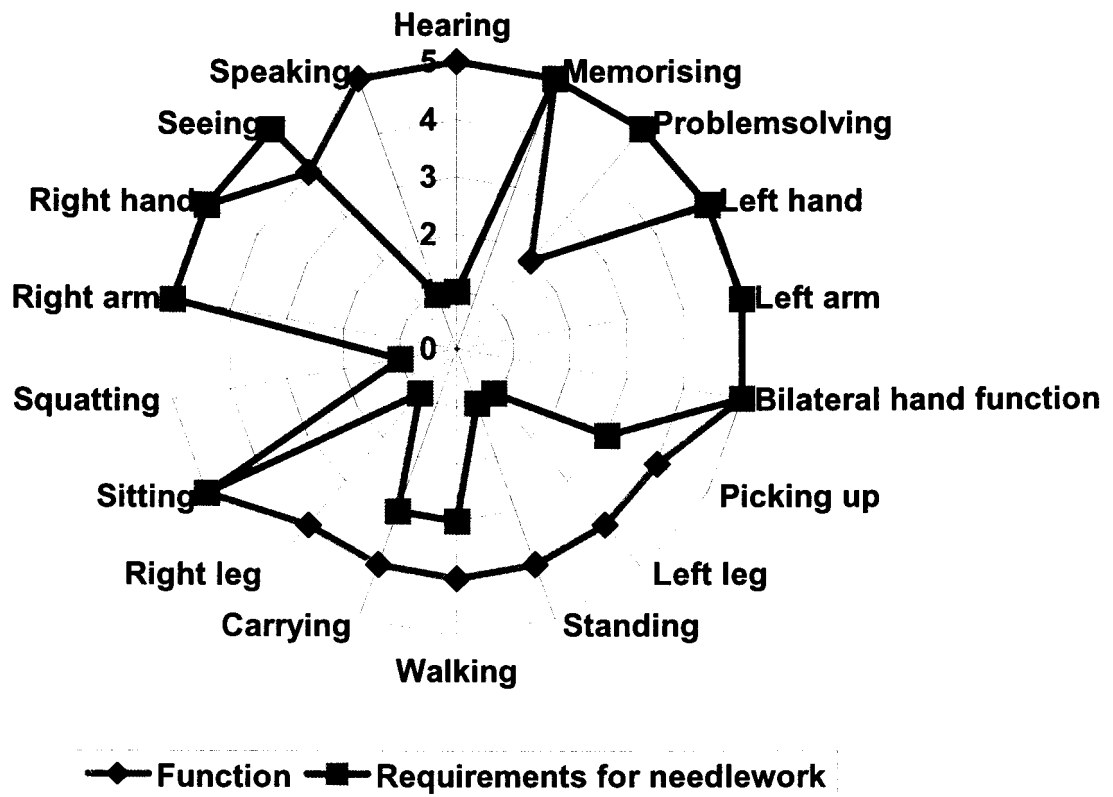 Hearing
5
Speaking
Memorising
Seeing
4
Problemsolving
3
Right hand
Left hand
2
Right arm
Left arm
0
Squatting
Bilateral hand function
Sitting
Picking up
Right leg
Left leg
Carrying
Standing
Walking
Function
Requirements for needlework